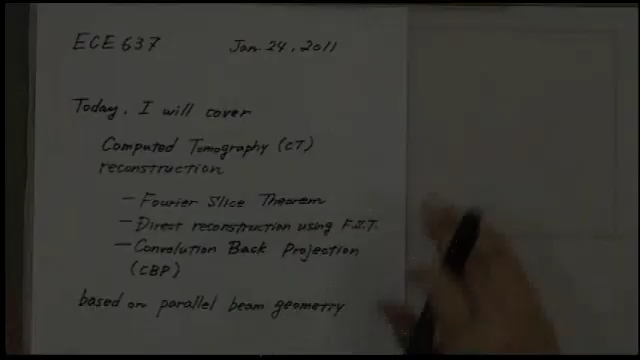 ECE 637 Jan. 24, 2011
Today, I will cover
Computed Tomography (CT)
reconstruction
– Fourier Slice Theorem
– Direct reconstruction using F.T.
– Convolution Back Projection
(CBP)
based on parallel beam geometry